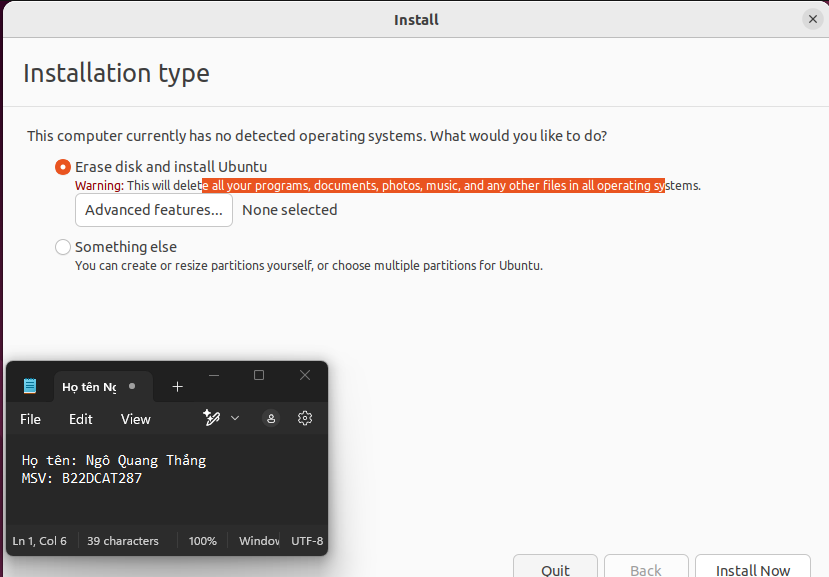 Install
Installation type
This computer currently has no detected operating systems. What would you like to do?
Erase disk and install Ubuntu
Warning: This will delete all your programs, documents, photos, music, and any other files in all operating systems.
Advanced features... None selected
Something else
You can create or resize partitions yourself, or choose multiple partitions for Ubuntu.
Họ tên Ng
File Edit View
Họ tên: Ngô Quang Thắng
MSV: B22DCAT287
Ln 1, Col 6 39 characters 100% Window UTF-8
Quit Back Install Now